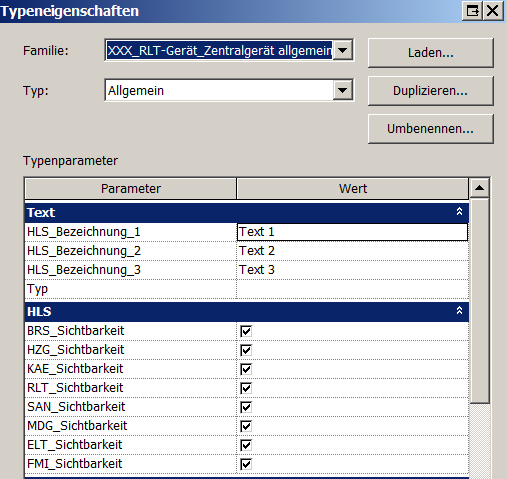 Typeneigenschaften
Familie: XXX_RLT-Gerät_Zentralgerät allgemein Laden...
Typ: Allgemein Duplizieren...
Umbenennen...
Typenparameter
Parameter Wert
Text
HLS_Bezeichnung_1 Text 1
HLS_Bezeichnung_2 Text 2
HLS_Bezeichnung_3 Text 3
Typ
HLS
BRS_Sichtbarkeit
HZG_Sichtbarkeit
KAE_Sichtbarkeit
RLT_Sichtbarkeit
SAN_Sichtbarkeit
MDG_Sichtbarkeit
ELT_Sichtbarkeit
FMI_Sichtbarkeit